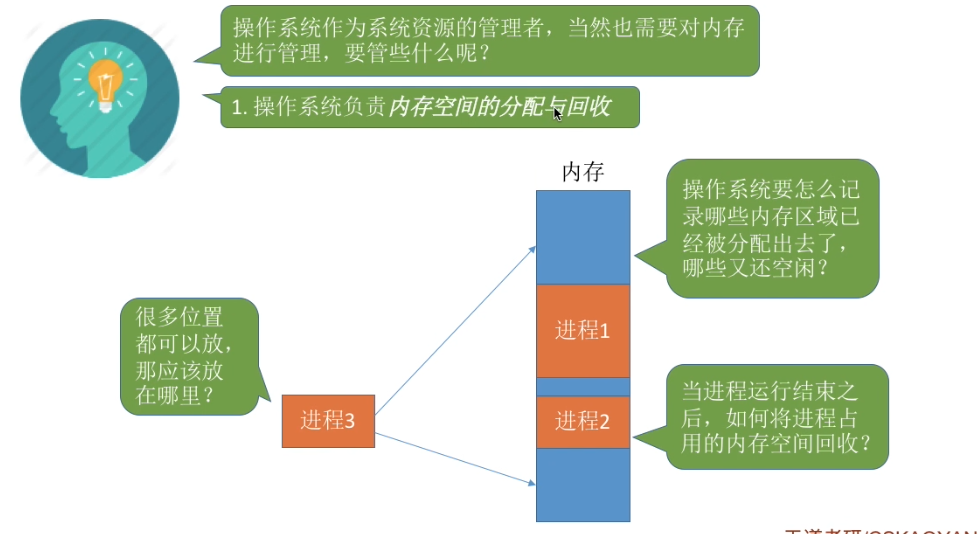 操作系统作为系统资源的管理者，当然也需要对内存
进行管理，要管些什么呢？
1. 操作系统负责内存空间的分配与回收
内存
操作系统要怎么记
录哪些内存区域已
经被分配出去了，
哪些又还空闲？
进程1
很多位置
都可以放，
那应该放
在哪里？
进程3
进程2
当进程运行结束之
后，如何将进程占
用的内存空间回收？